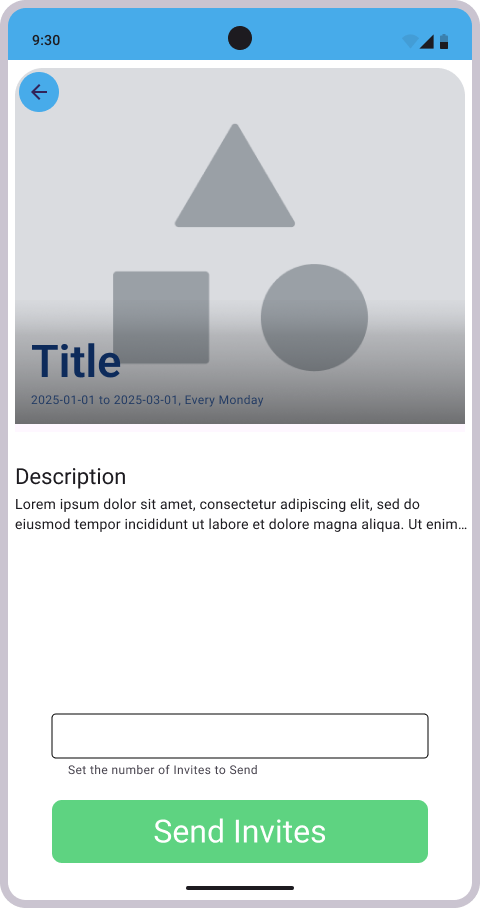 9:30
Title
2025-01-01 to 2025-03-01, Every Monday
Description
Lorem ipsum dolor sit amet, consectetur adipiscing elit, sed do
eiusmod tempor incididunt ut labore et dolore magna aliqua. Ut enim…
Set the number of Invites to Send
Send Invites